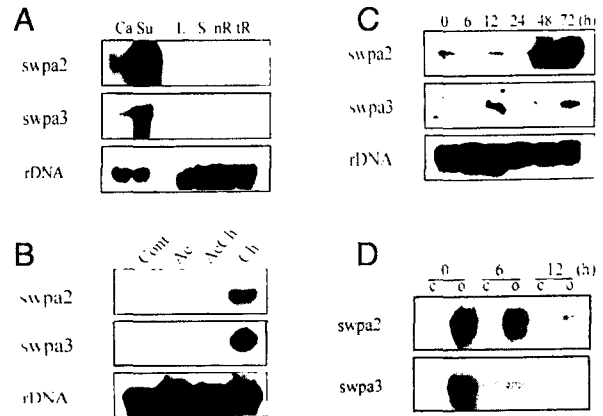 A
Ca Su L S nR tR
swpa2
swpa3
rDNA
B
Cont Ac AcCh Ch
swpa2
swpa3
rDNA
C
0 6 12 24 48 72 (h)
swpa2
swpa3
rDNA
D
0 6 12 (h)
c o c o c o
swpa2
swpa3